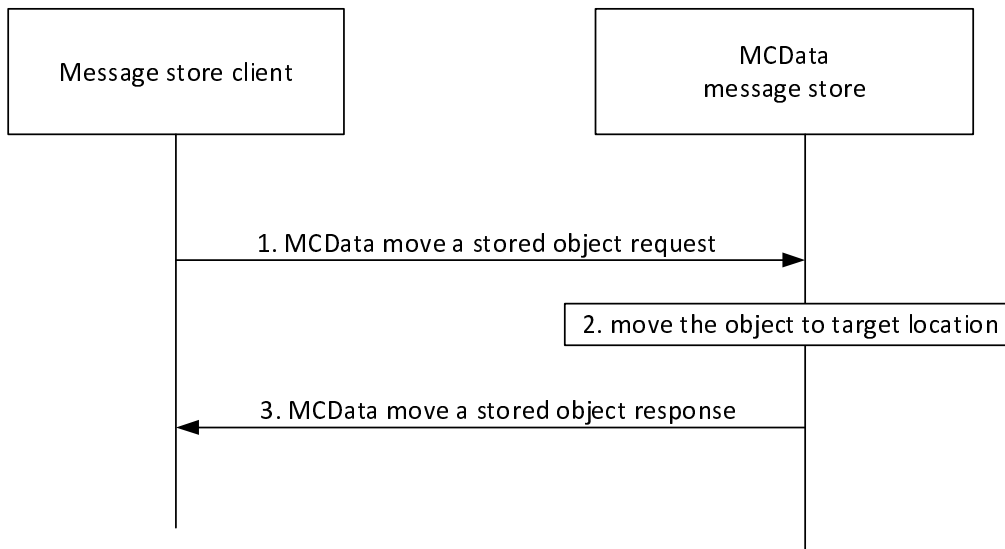 Message store client
MCData
message store
1. MCData move a stored object request
2. move the object to target location
3. MCData move a stored object response